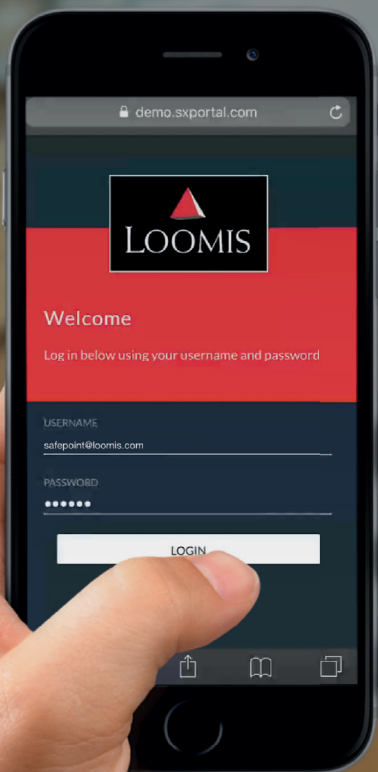 demo.sxportal.com
LOOMIS
Welcome
Log in below using your username and password
USERNAME
safepoint@loomis.com
PASSWORD
LOGIN